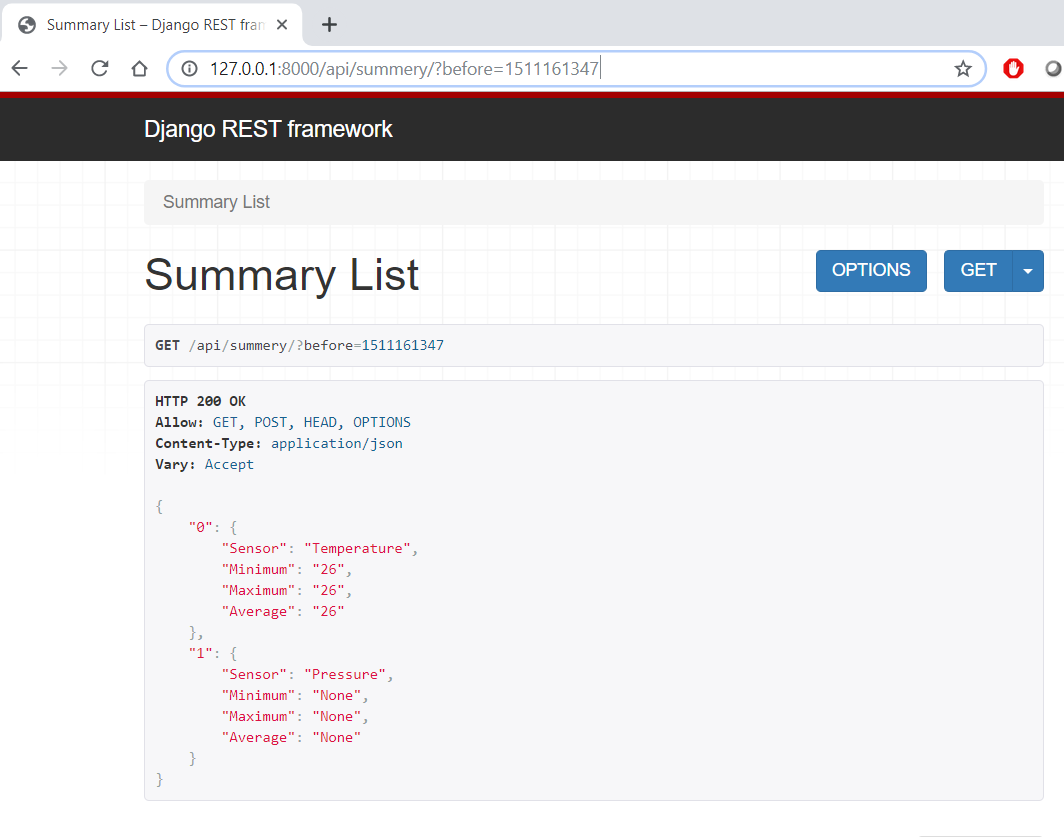 Summary List – Django REST fram
127.0.0.1:8000/api/summery/?before=1511161347
Django REST framework
Summary List
Summary List
OPTIONS
GET
GET /api/summery/?before=1511161347
HTTP 200 OK
Allow: GET, POST, HEAD, OPTIONS
Content-Type: application/json
Vary: Accept
{
    "0": {
        "Sensor": "Temperature",
        "Minimum": "26",
        "Maximum": "26",
        "Average": "26"
    },
    "1": {
        "Sensor": "Pressure",
        "Minimum": "None",
        "Maximum": "None",
        "Average": "None"
    }
}